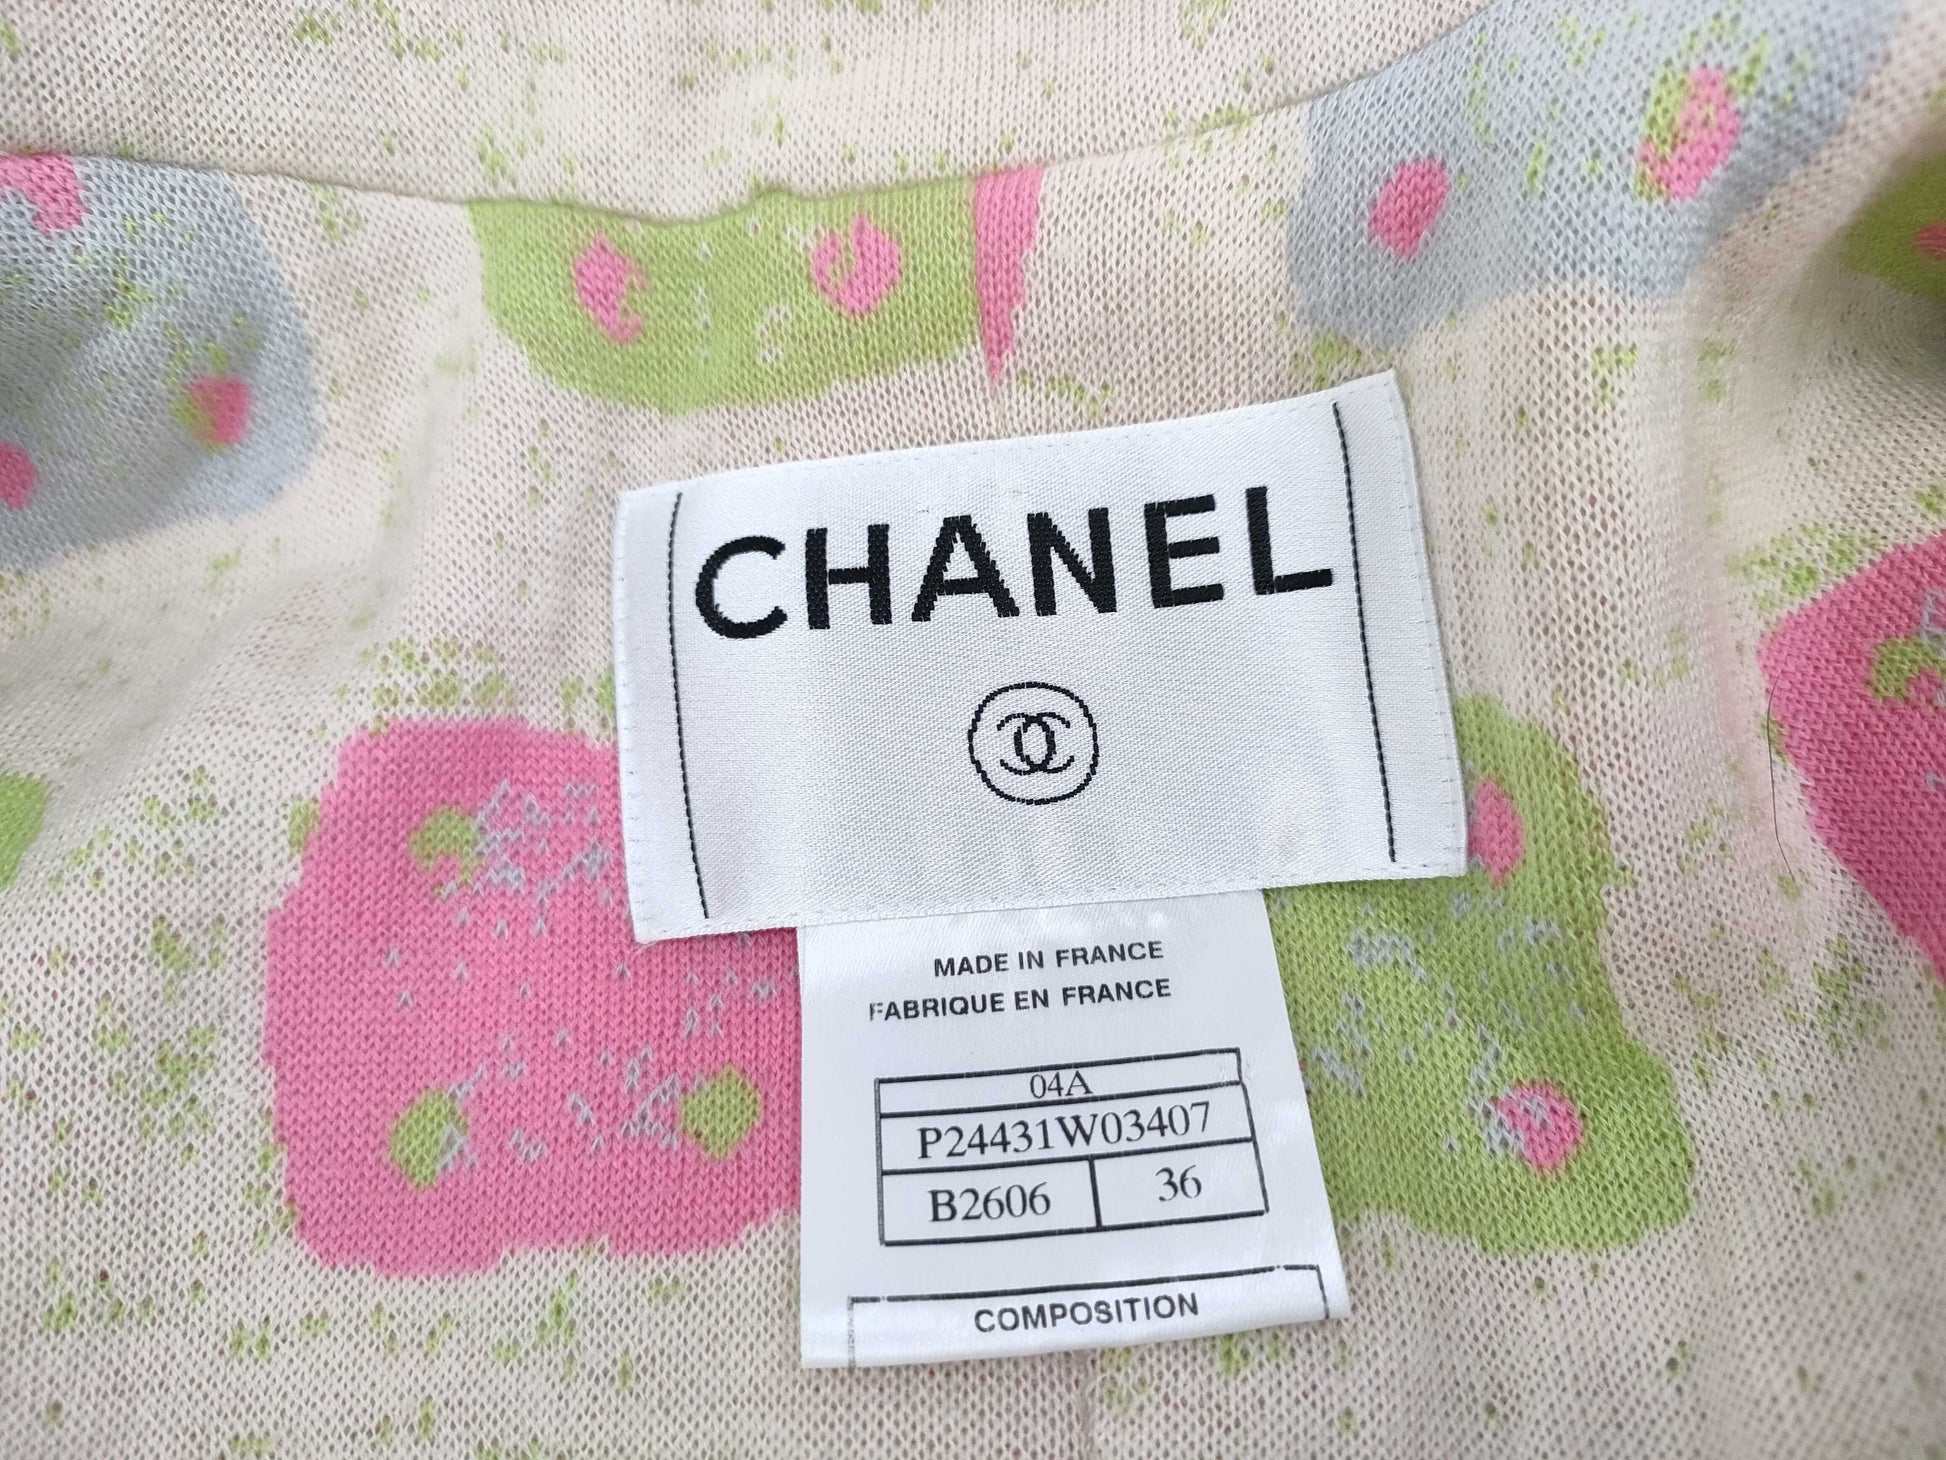 CHANEL
MADE IN FRANCE
FABRIQUE EN FRANCE
04A
P24431W03407
B2606 36
COMPOSITION